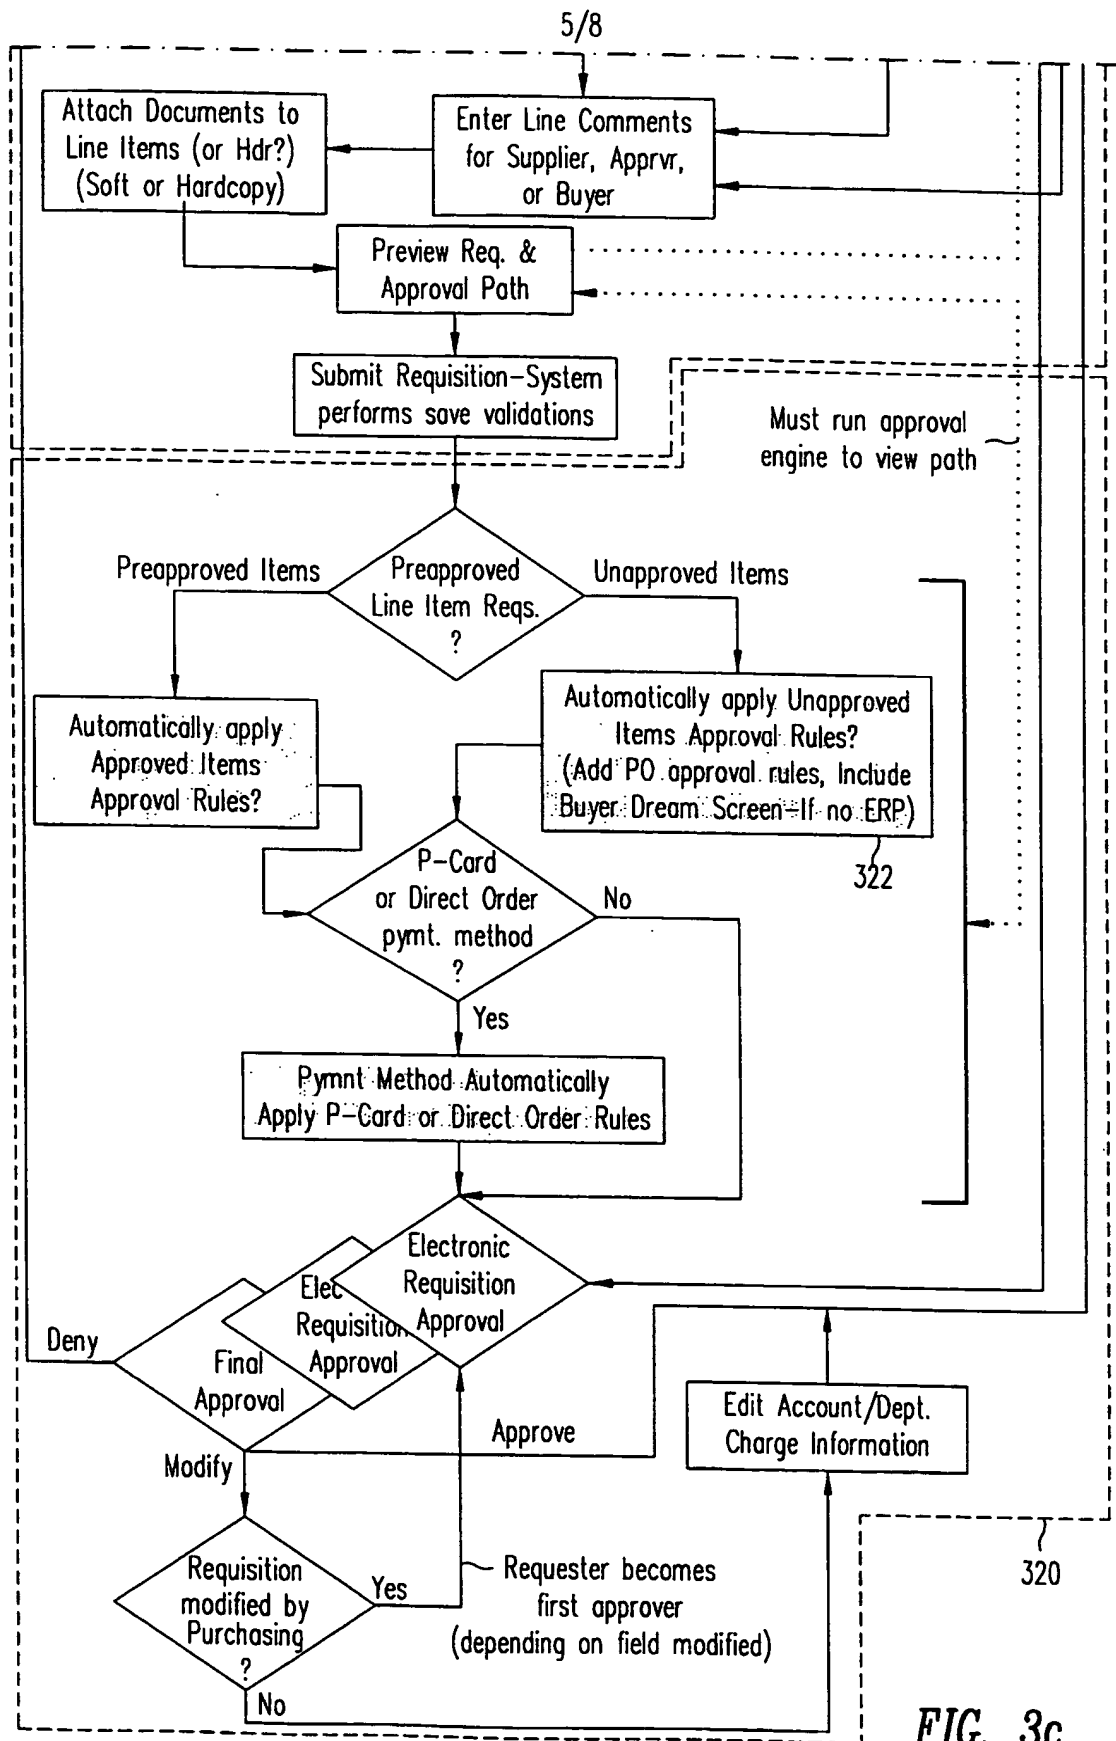 5/8
Attach Documents to
Line Items (or Hdr?)
(Soft or Hardcopy)
Enter Line Comments
for Supplier, Apprvr,
or Buyer
Preview Req. &
Approval Path
Submit Requisition-System
performs save validations
Must run approval
engine to view path
Preapproved Items
Preapproved
Line Item Reqs.
?
Unapproved Items
Automatically apply
Approved Items
Approval Rules?
Automatically apply Unapproved
Items Approval Rules?
(Add PO approval rules, Include
Buyer Dream Screen-If no ERP)
322
P-Card
or Direct Order
pymt. method
?
No
Yes
Pymnt Method Automatically
Apply P-Card or Direct Order Rules
Electronic
Requisition
Approval
Elec
Requisition
Approval
Final
Approval
Deny
Approve
Modify
Edit Account/Dept.
Charge Information
Requisition
modified by
Purchasing
?
Yes
Requester becomes
first approver
(depending on field modified)
No
320
FIG. 3c